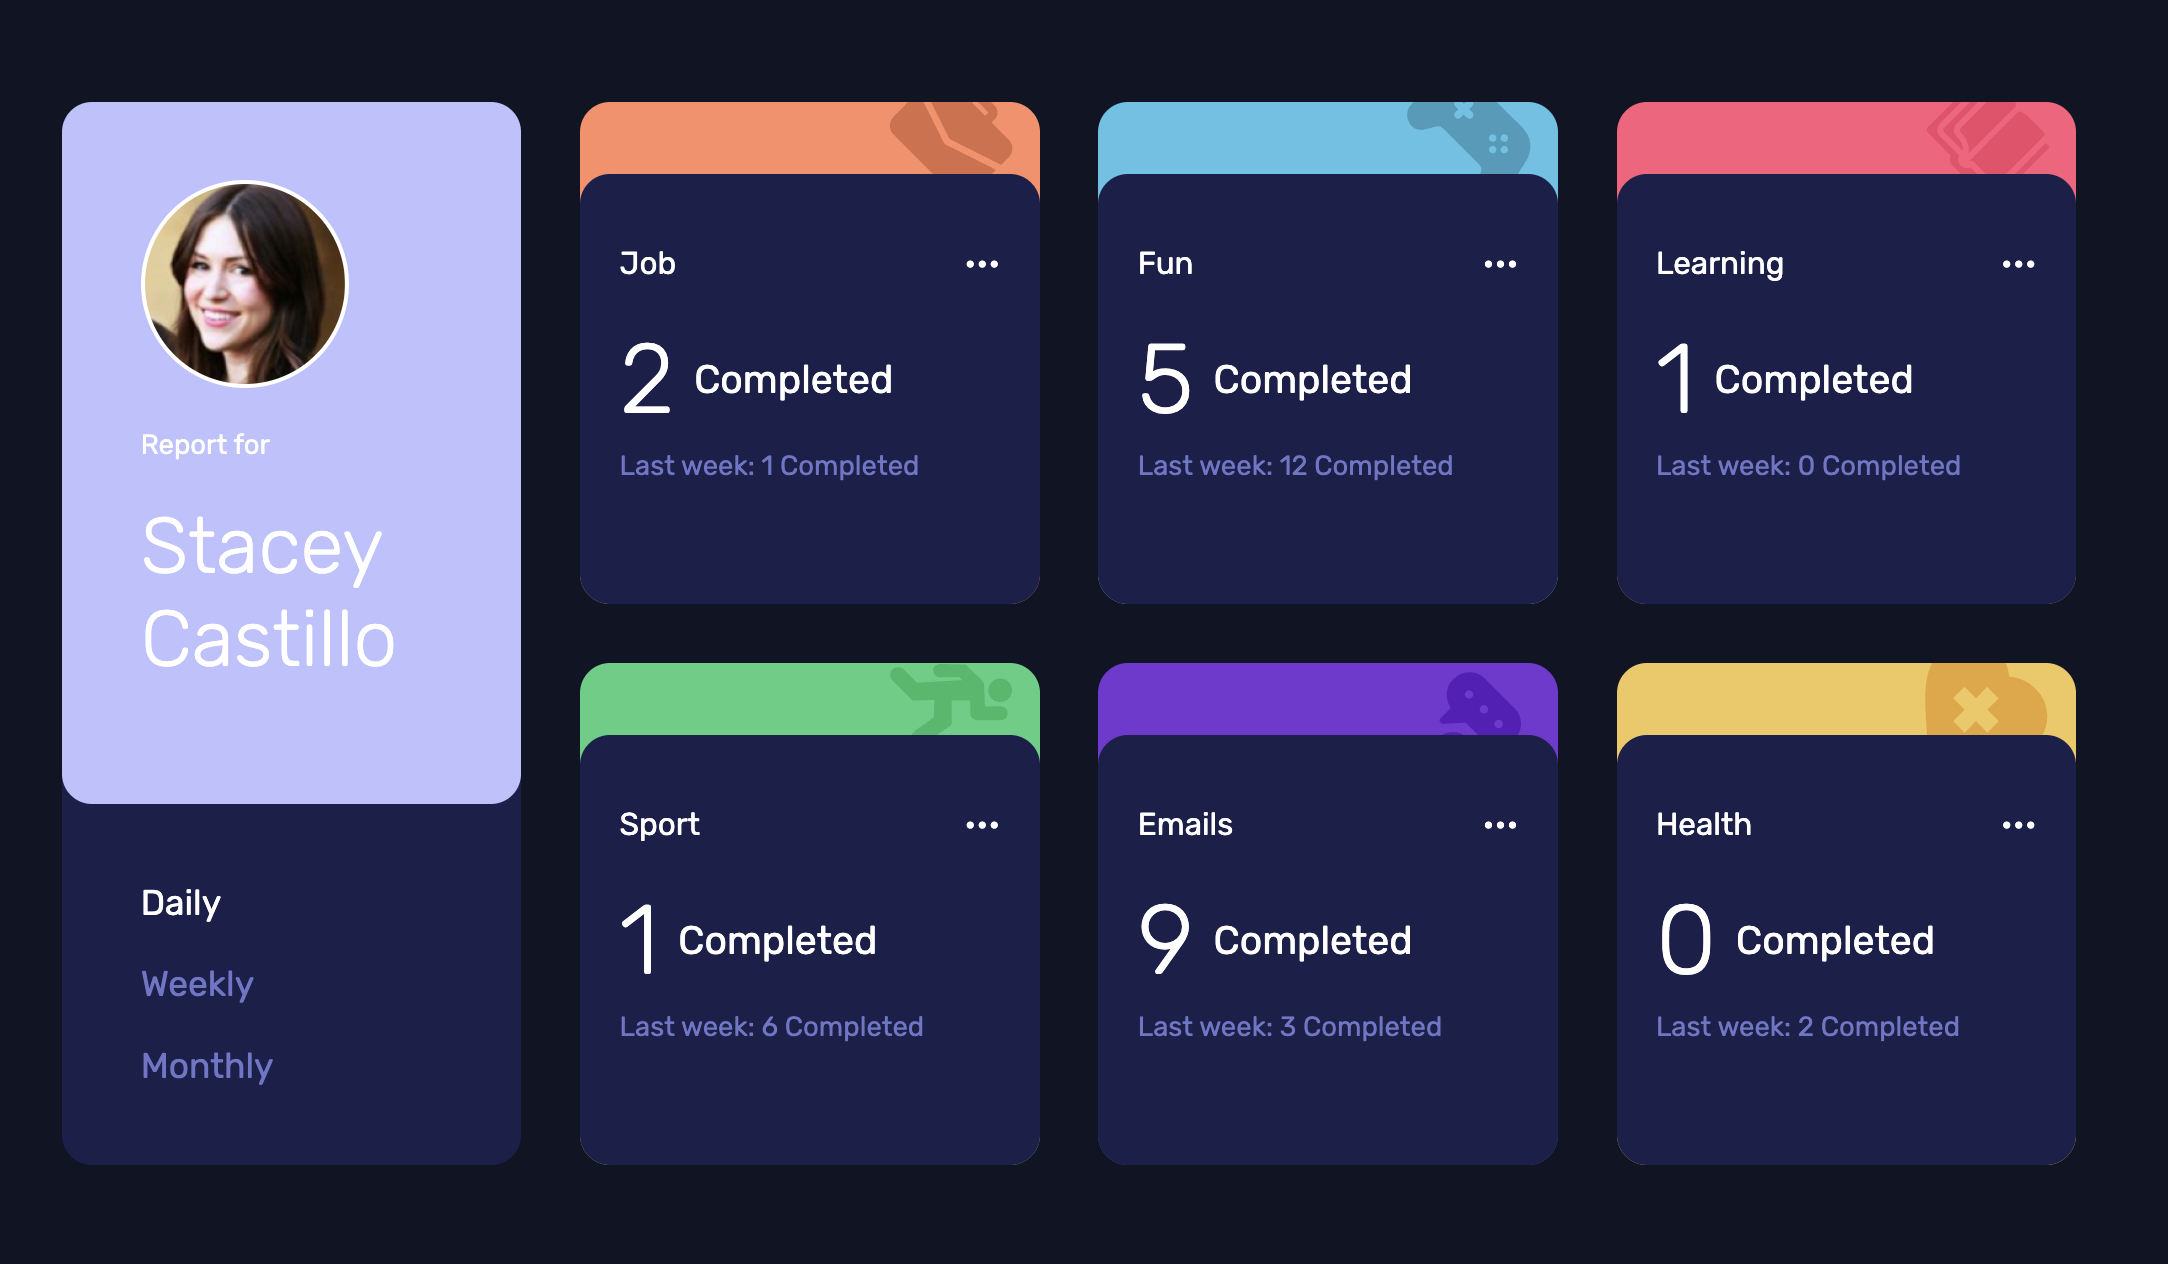 Report for
Stacey
Castillo
Daily
Weekly
Monthly
Job
2 Completed
Last week: 1 Completed
Fun
5 Completed
Last week: 12 Completed
Learning
1 Completed
Last week: 0 Completed
Sport
1 Completed
Last week: 6 Completed
Emails
9 Completed
Last week: 3 Completed
Health
0 Completed
Last week: 2 Completed